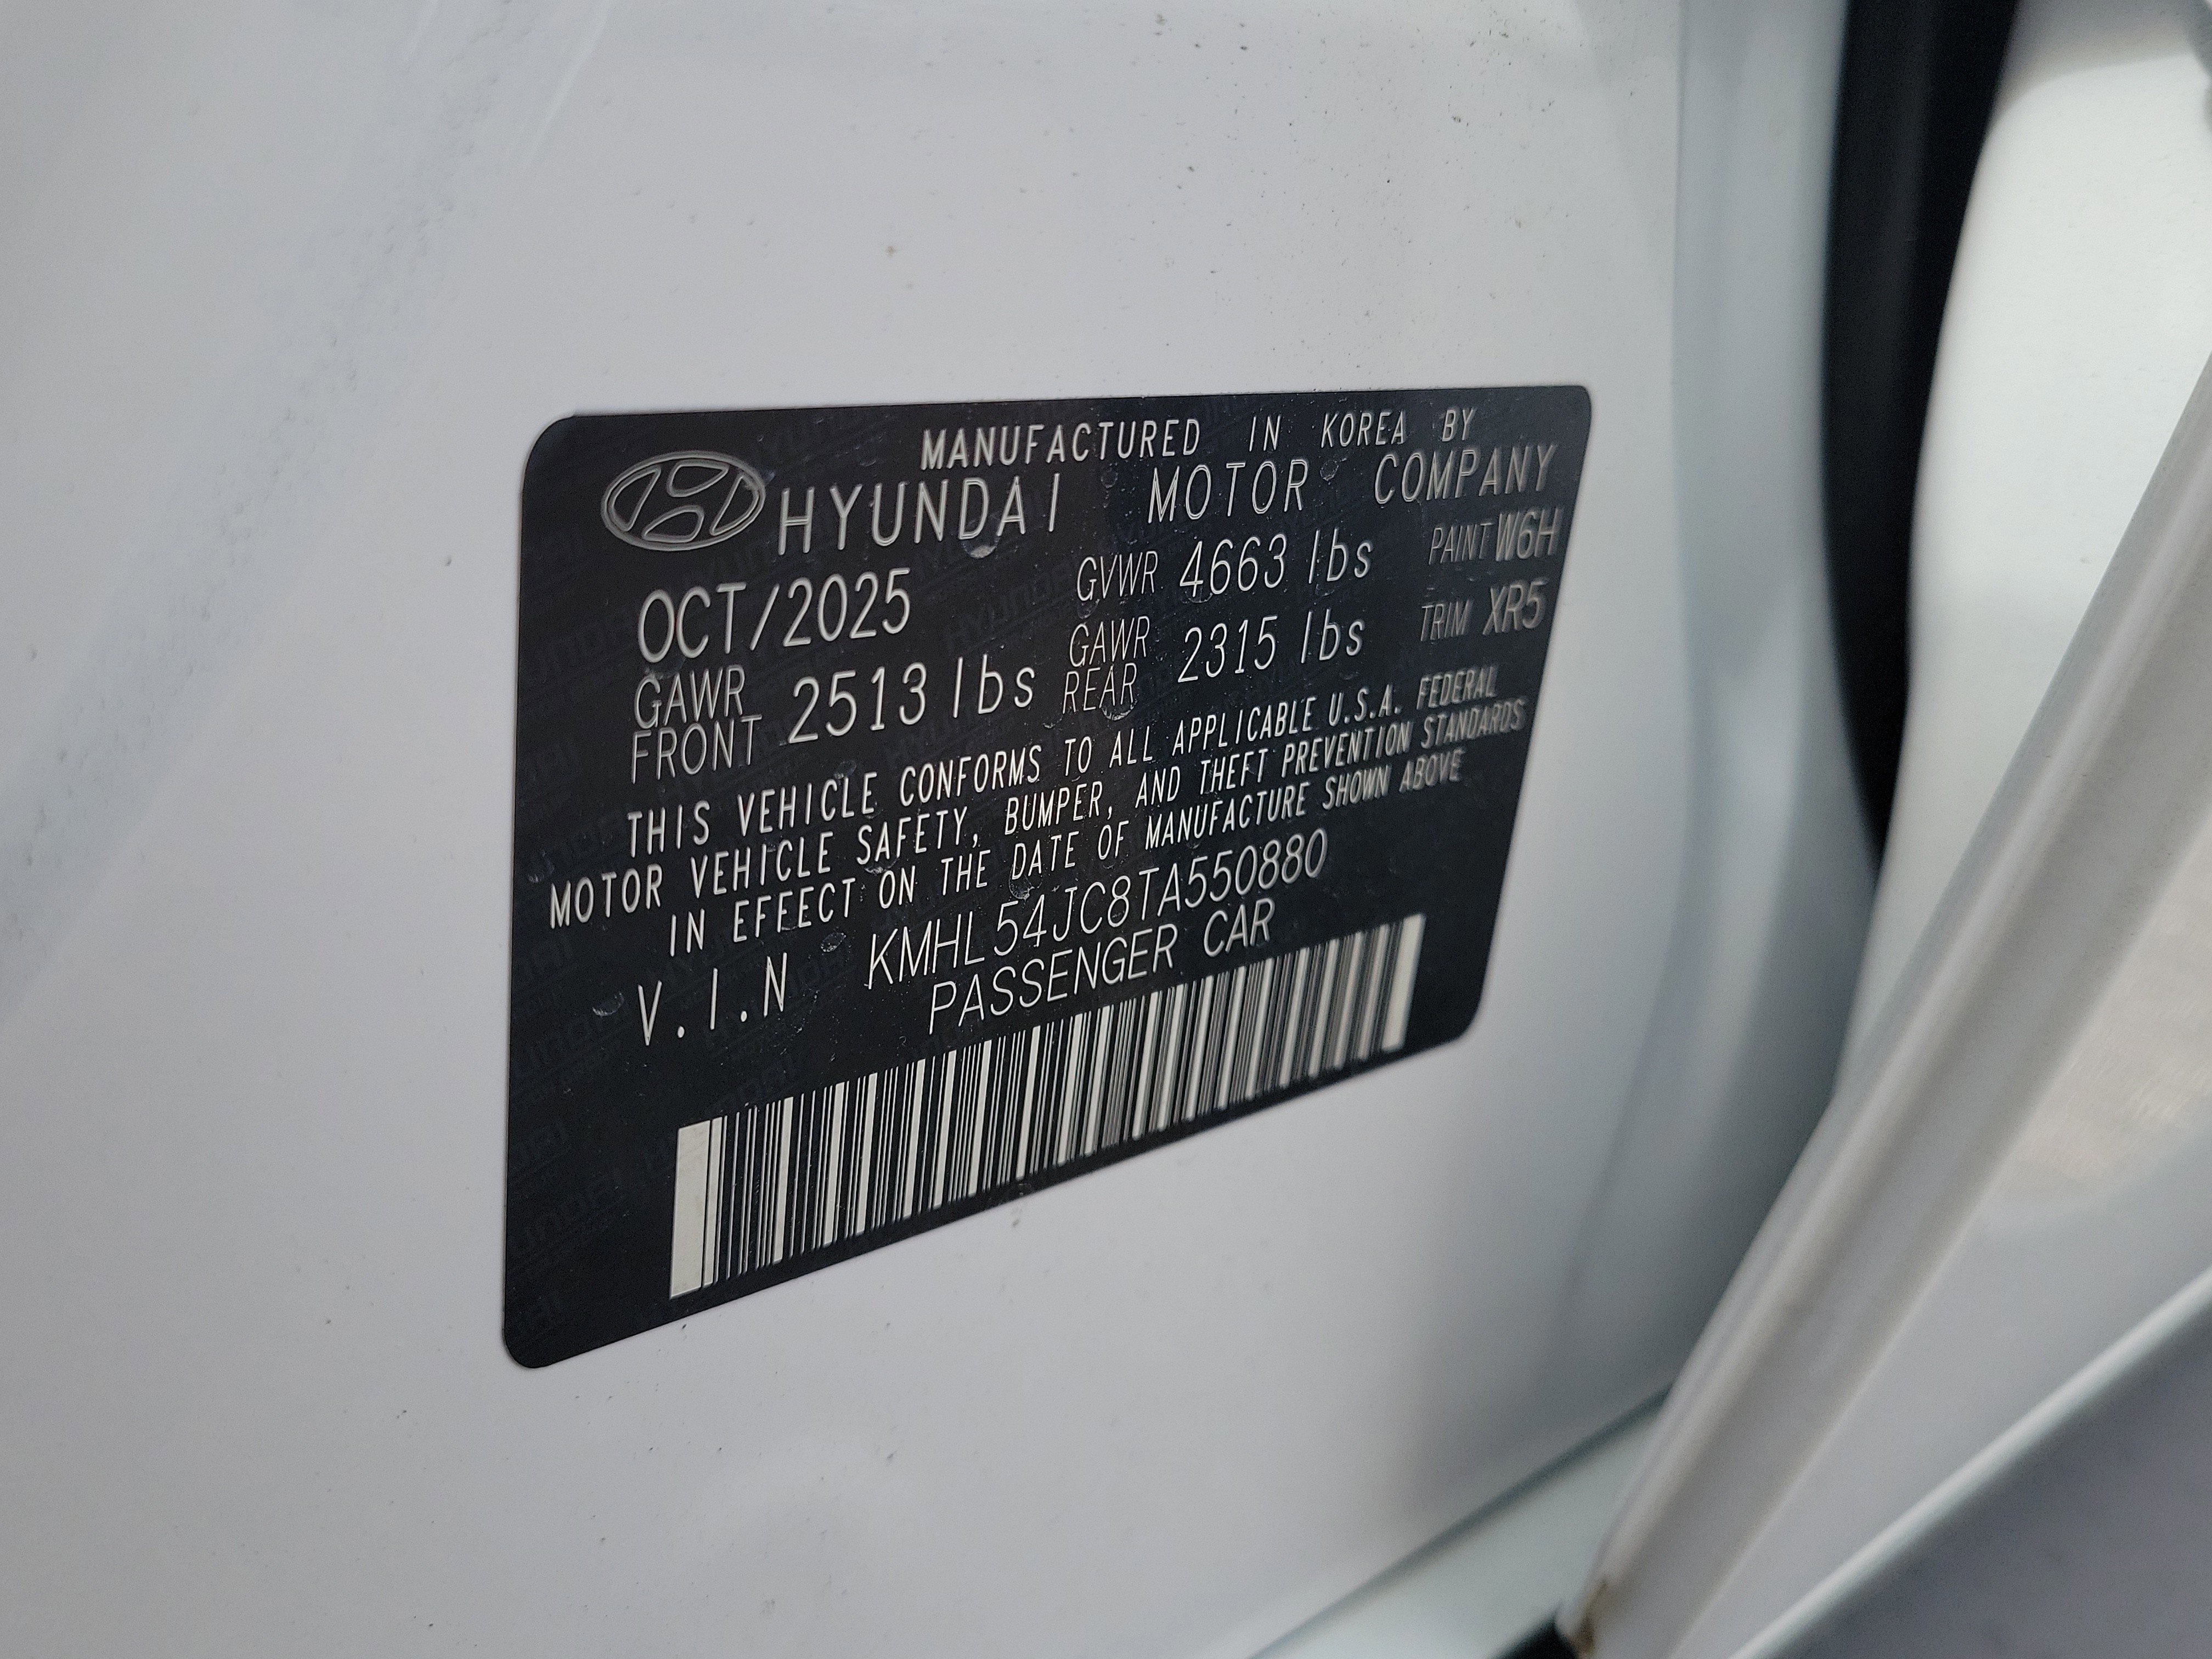 MANUFACTURED IN KOREA BY
HYUNDAI MOTOR COMPANY
OCT/2025 GVWR 4663 lbs PAINT W6H
GAWR FRONT 2513 lbs GAWR REAR 2315 lbs TRIM XR5
THIS VEHICLE CONFORMS TO ALL APPLICABLE U.S.A. FEDERAL
MOTOR VEHICLE SAFETY, BUMPER, AND THEFT PREVENTION STANDARDS
IN EFFECT ON THE DATE OF MANUFACTURE SHOWN ABOVE
V.I.N KMHL54JC8TA550880
PASSENGER CAR